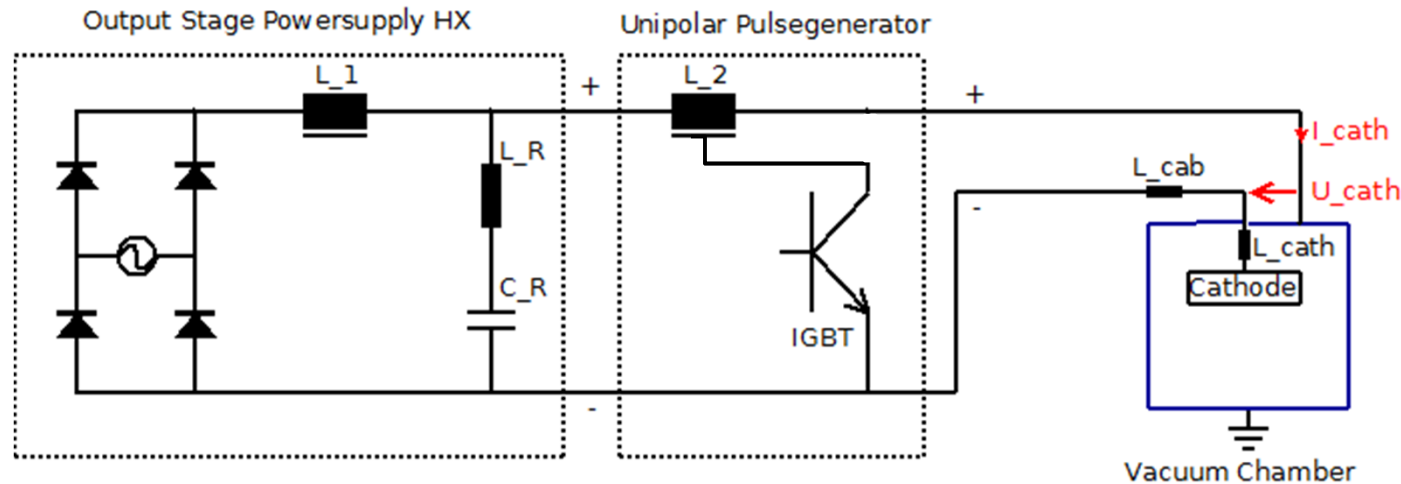 Output Stage Powersupply HX
Unipolar Pulsegenerator
L_1
L_2
+
+
I_cath
L_R
L_cab
U_cath
-
L_cath
C_R
Cathode
IGBT
-
Vacuum Chamber